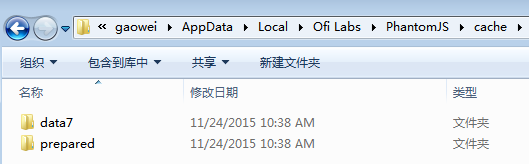 « gaowei ▸ AppData ▸ Local ▸ Ofi Labs ▸ PhantomJS ▸ cache ▸
组织 包含到库中 共享 新建文件夹
名称 修改日期 类型
data7 11/24/2015 10:38 AM 文件夹
prepared 11/24/2015 10:38 AM 文件夹